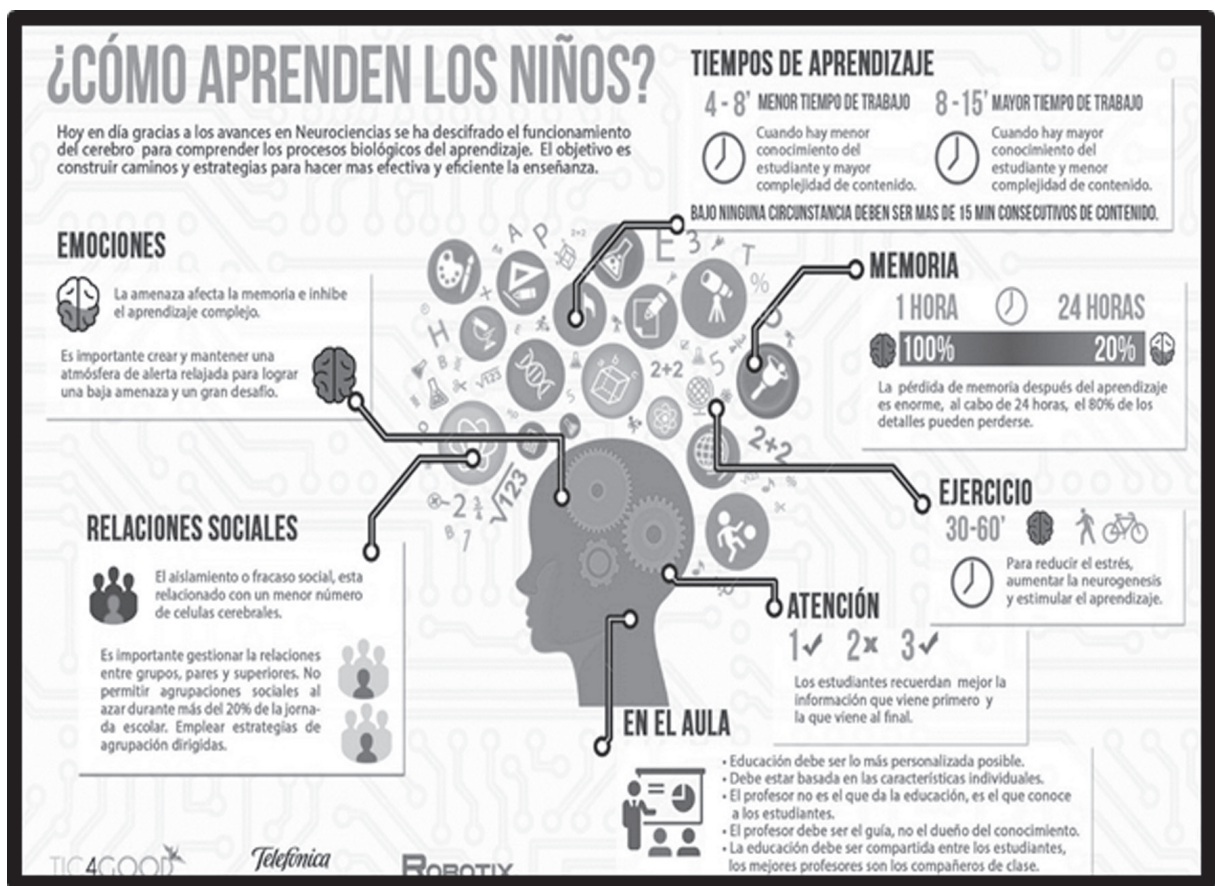 ¿CÓMO APRENDEN LOS NIÑOS?
Hoy en día gracias a los avances en Neurociencias se ha descifrado el funcionamiento
del cerebro para comprender los procesos biológicos del aprendizaje. El objetivo es
construir caminos y estrategias para hacer mas efectiva y eficiente la enseñanza.
TIEMPOS DE APRENDIZAJE
4 - 8' MENOR TIEMPO DE TRABAJO
Cuando hay menor
conocimiento del
estudiante y mayor
complejidad de contenido.
8 -15' MAYOR TIEMPO DE TRABAJO
Cuando hay mayor
conocimiento del
estudiante y menor
complejidad de contenido.
BAJO NINGUNA CIRCUNSTANCIA DEBEN SER MAS DE 15 MIN CONSECUTIVOS DE CONTENIDO.
EMOCIONES
La amenaza afecta la memoria e inhibe
el aprendizaje complejo.
Es importante crear y mantener una
atmósfera de alerta relajada para lograr
una baja amenaza y un gran desafio.
MEMORIA
1 HORA 24 HORAS
100% 20%
La pérdida de memoria después del aprendizaje
es enorme, al cabo de 24 horas, el 80% de los
detalles pueden perderse.
A P E 3 T
%
H
2+2 5
√123
2+2
-2 √123
EJERCICIO
30-60'
Para reducir el estrés,
aumentar la neurogenesis
y estimular el aprendizaje.
RELACIONES SOCIALES
El aislamiento o fracaso social, esta
relacionado con un menor número
de celulas cerebrales.
Es importante gestionar la relaciones
entre grupos, pares y superiores. No
permitir agrupaciones sociales al
azar durante más del 20% de la jorna-
da escolar. Emplear estrategias de
agrupación dirigidas.
ATENCIÓN
1✓ 2x 3✓
Los estudiantes recuerdan mejor la
información que viene primero y
la que viene al final.
EN EL AULA
• Educación debe ser lo más personalizada posible.
• Debe estar basada en las características individuales.
• El profesor no es el que da la educación, es el que conoce
a los estudiantes.
• El profesor debe ser el guía, no el dueño del conocimiento.
• La educación debe ser compartida entre los estudiantes,
los mejores profesores son los compañeros de clase.
TIC4GOOD
Telefónica
ROBOTIX